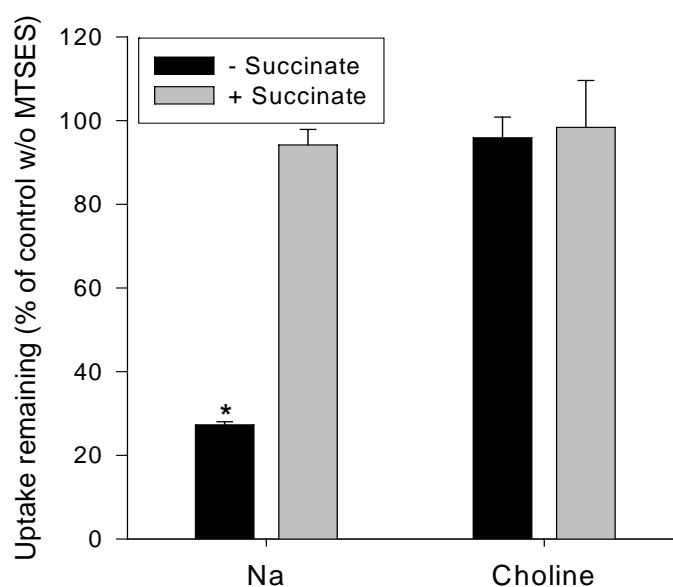 Uptake remaining (% of control w/o MTSES)
120
100
80
60
40
20
0
- Succinate
+ Succinate
*
Na
Choline